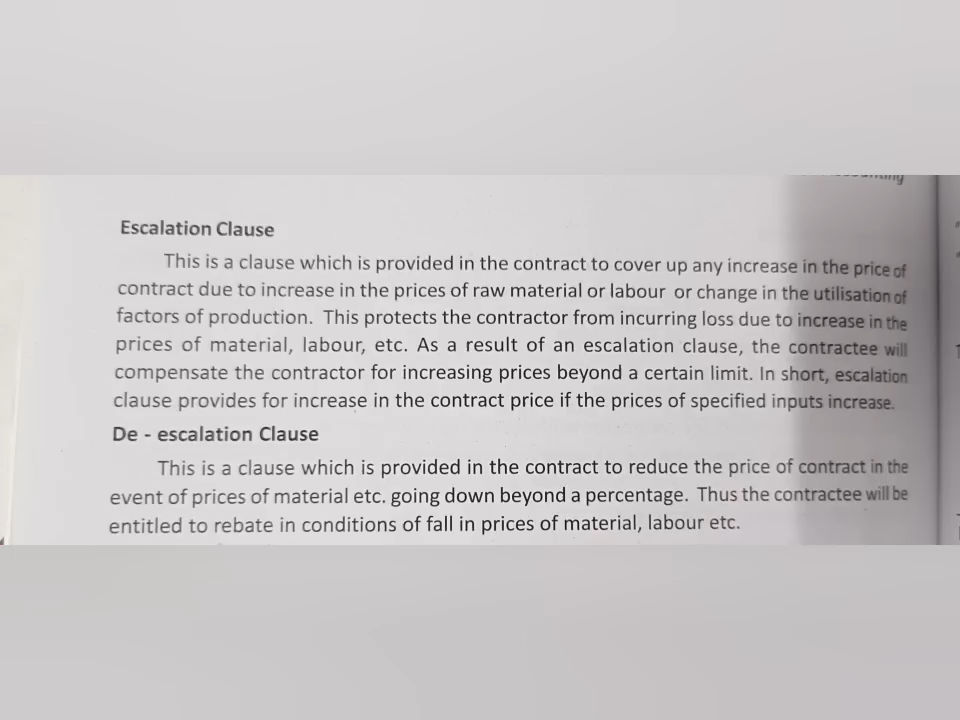 Escalation Clause
This is a clause which is provided in the contract to cover up any increase in the price of
contract due to increase in the prices of raw material or labour or change in the utilisation of
factors of production. This protects the contractor from incurring loss due to increase in the
prices of material, labour, etc. As a result of an escalation clause, the contractee will
compensate the contractor for increasing prices beyond a certain limit. In short, escalation
clause provides for increase in the contract price if the prices of specified inputs increase.
De - escalation Clause
This is a clause which is provided in the contract to reduce the price of contract in the
event of prices of material etc. going down beyond a percentage. Thus the contractee will be
entitled to rebate in conditions of fall in prices of material, labour etc.